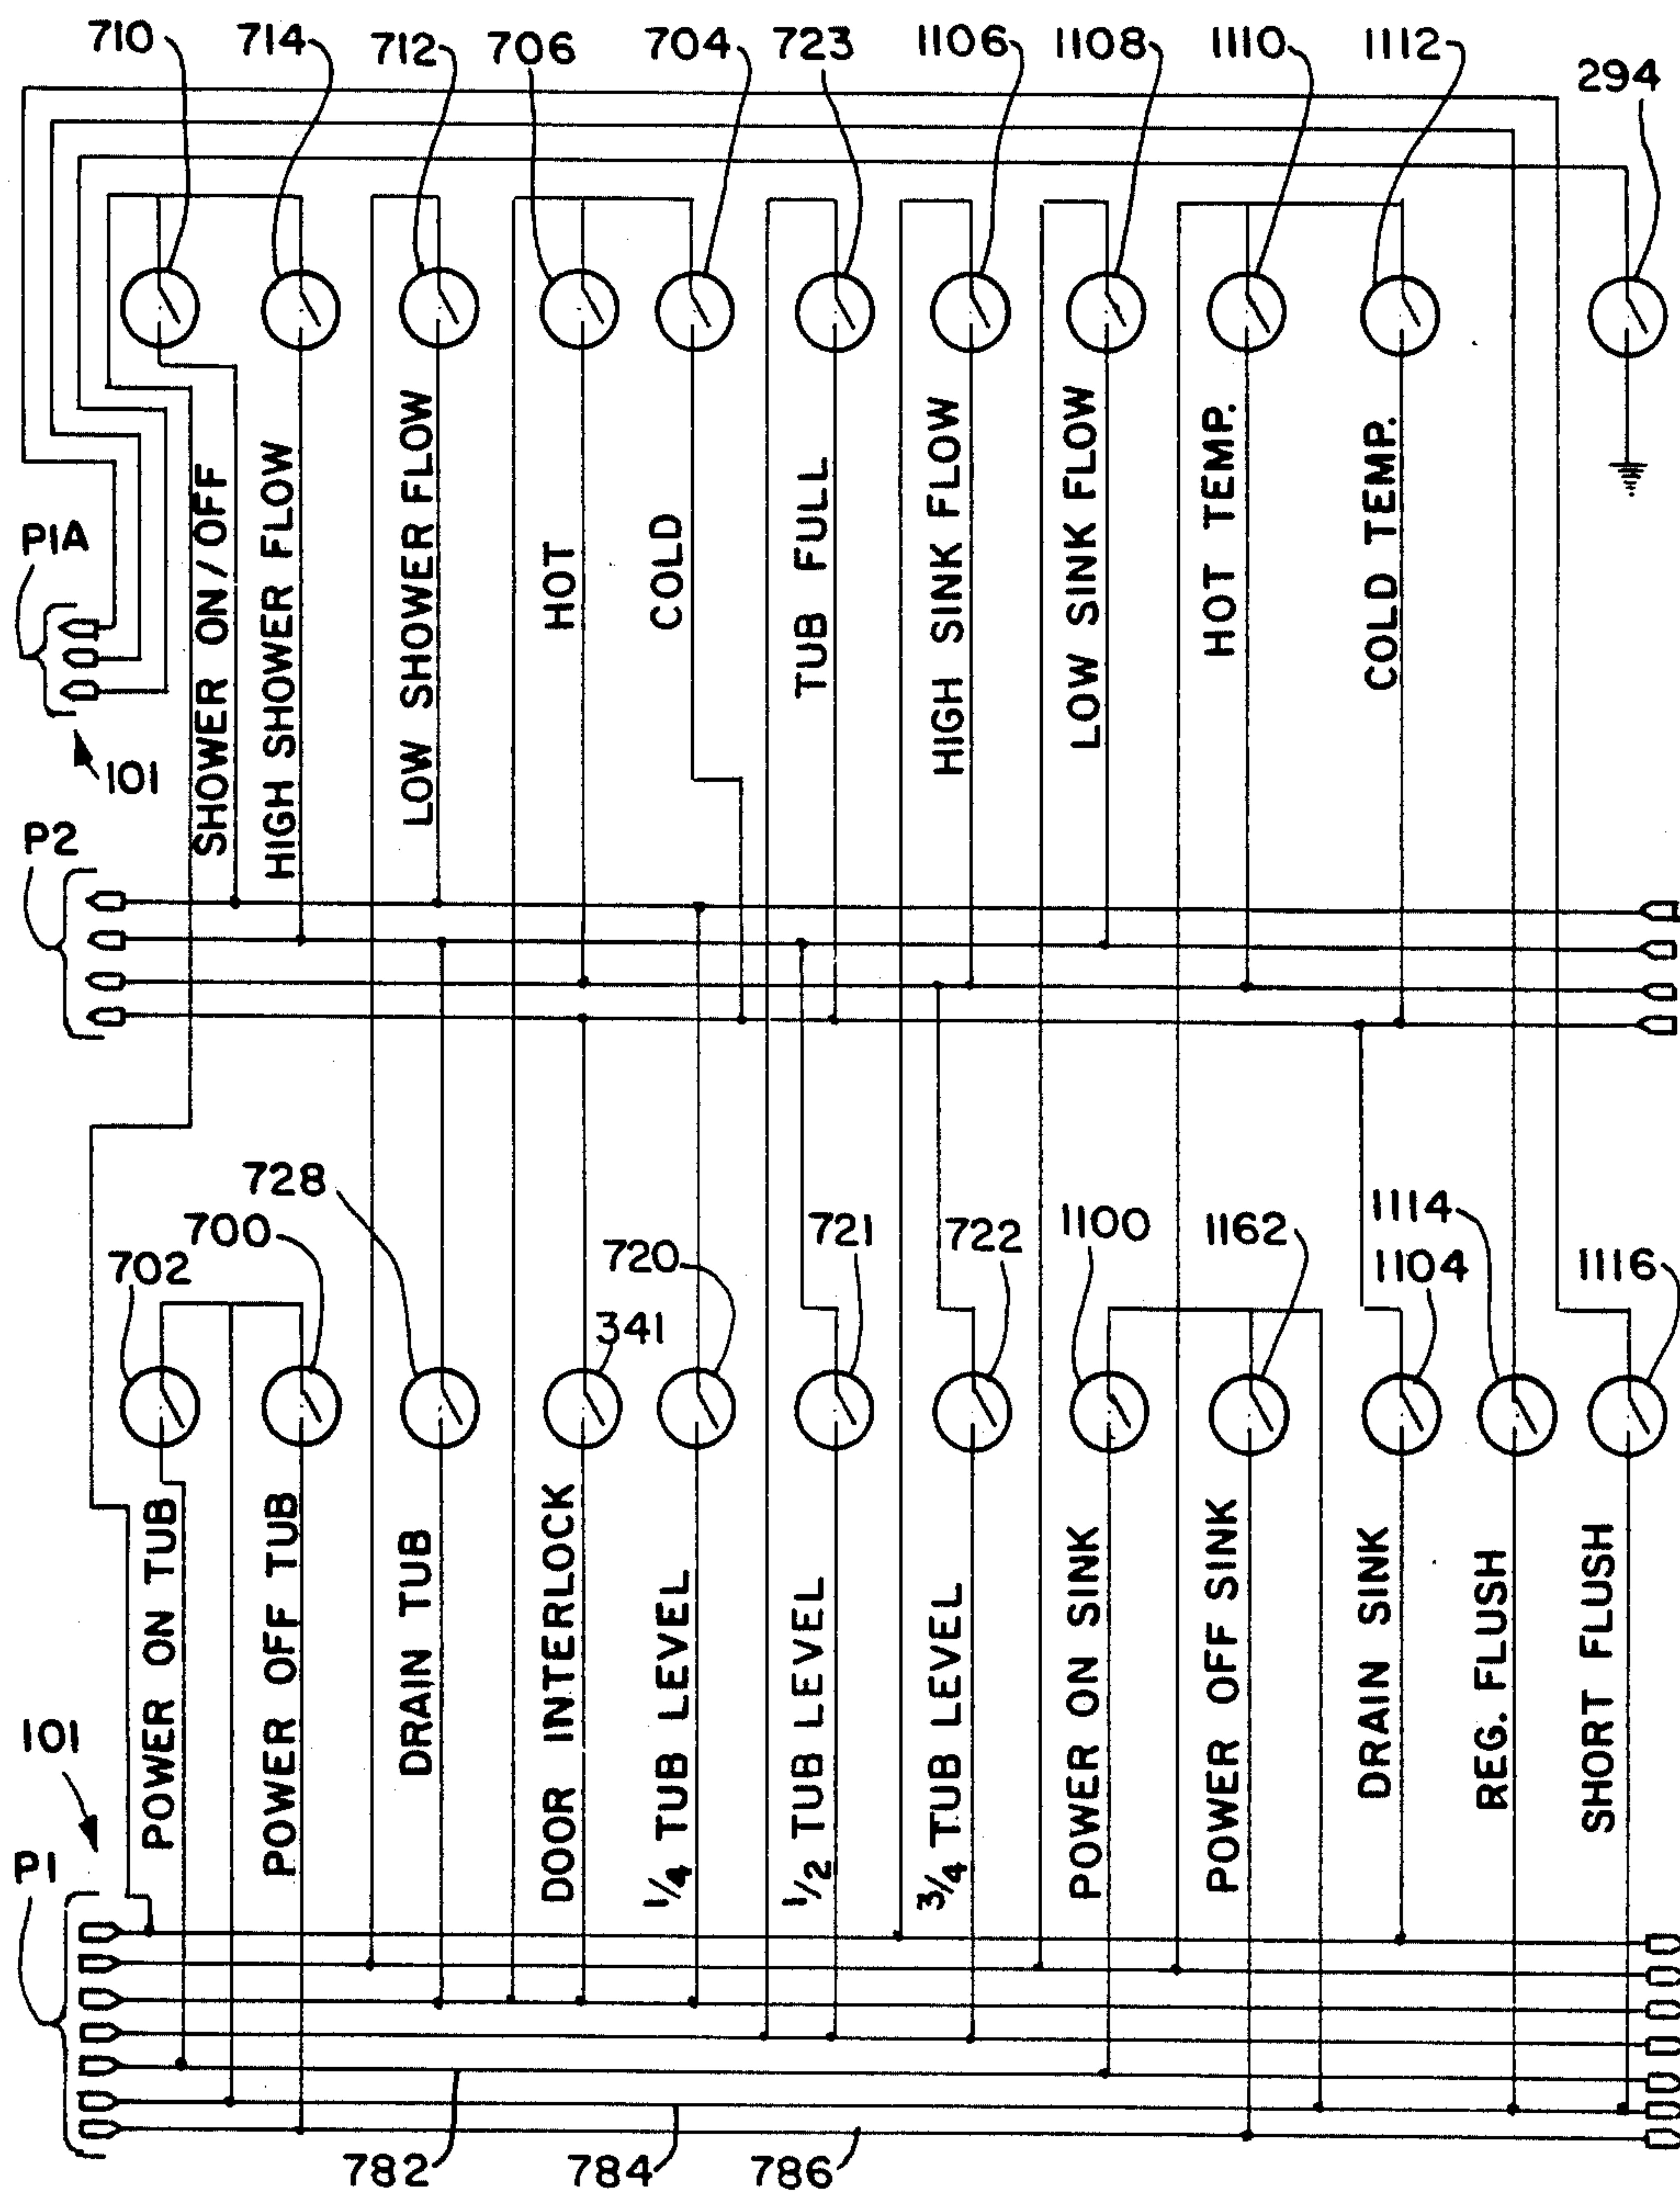 710 714 712 706 704 723 1106 1108 1110 1112 294
P1A
101
SHOWER ON/OFF
HIGH SHOWER FLOW
LOW SHOWER FLOW
HOT
COLD
TUB FULL
HIGH SINK FLOW
LOW SINK FLOW
HOT TEMP.
COLD TEMP.
P2
702 700 728 341 720 721 722 1100 1162 1114 1104 1116
POWER ON TUB
POWER OFF TUB
DRAIN TUB
DOOR INTERLOCK
1/4 TUB LEVEL
1/2 TUB LEVEL
3/4 TUB LEVEL
POWER ON SINK
POWER OFF SINK
DRAIN SINK
REG. FLUSH
SHORT FLUSH
101
P1
782 784 786